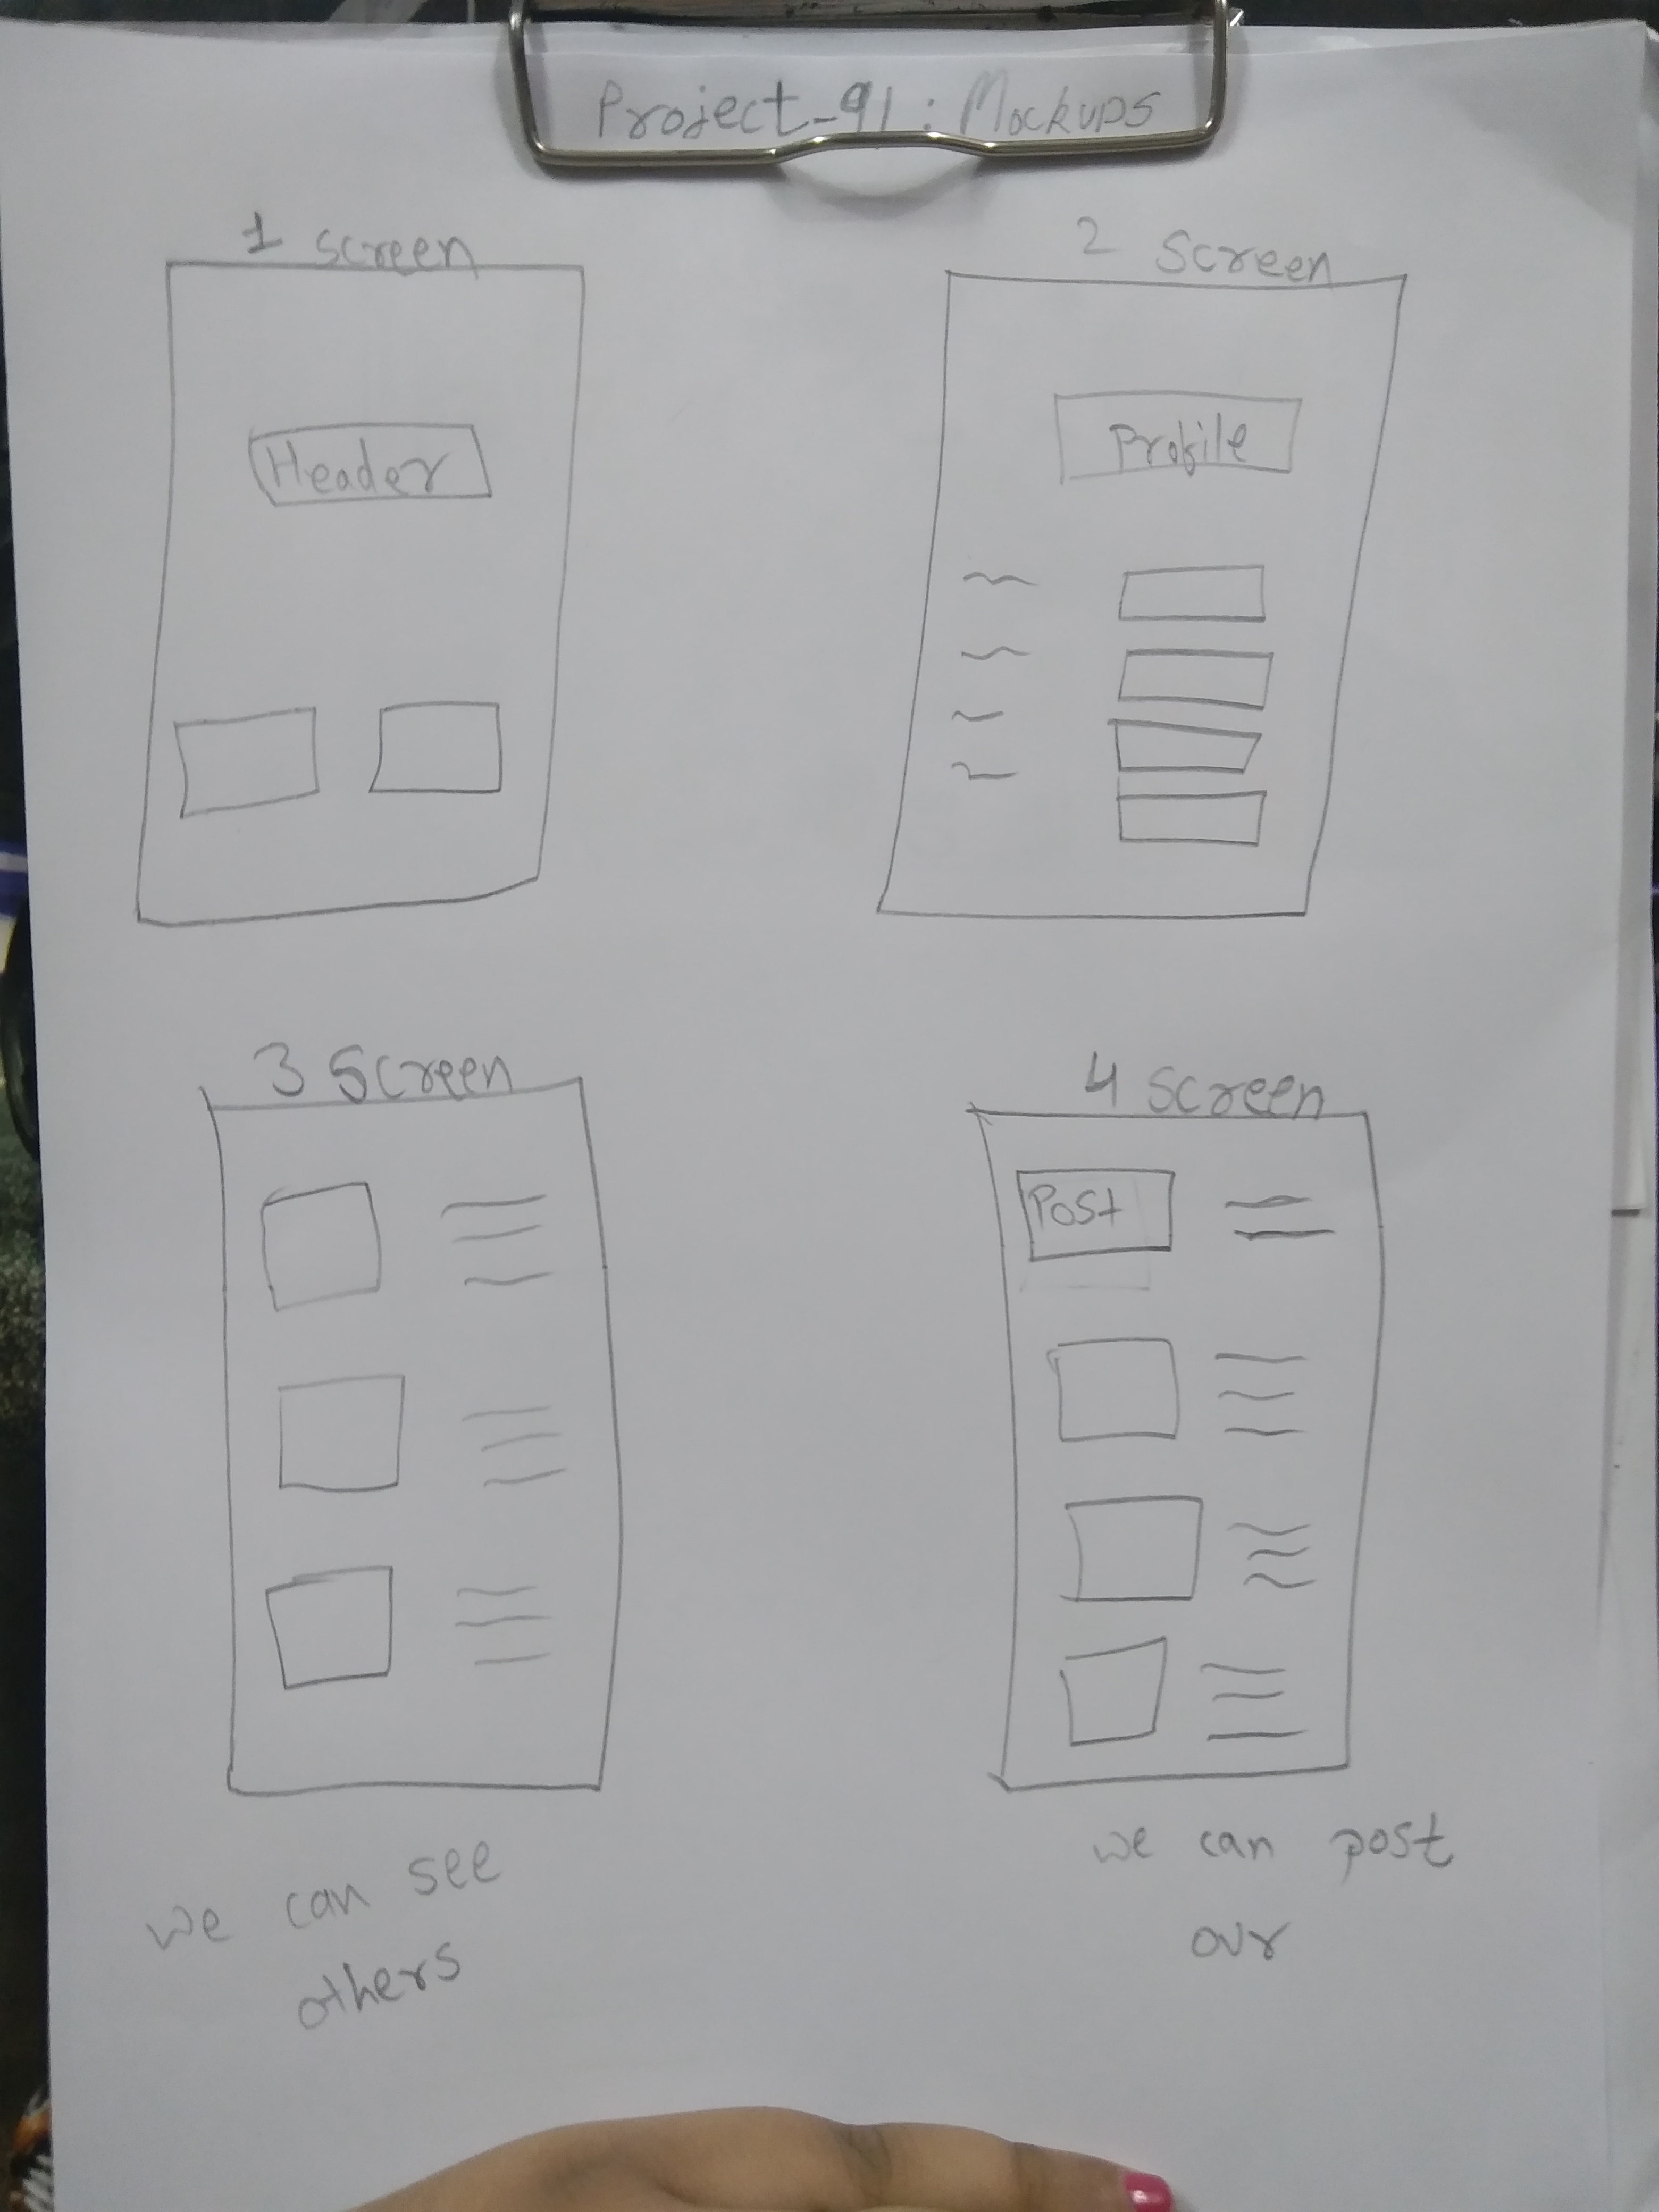 Project-91 : Mockups
1 screen
2 Screen
Header
Profile
3 Screen
4 Screen
Post
we can see
others
we can post
our